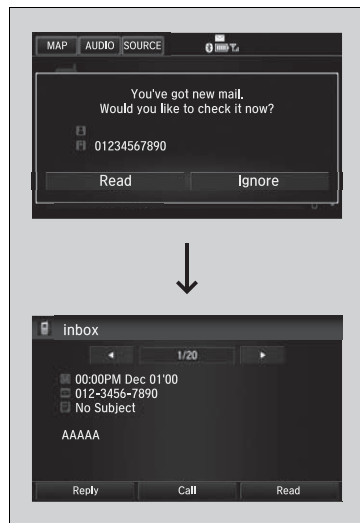 MAP AUDIO SOURCE
You've got new mail.
Would you like to check it now?
01234567890
Read Ignore
inbox
1/20
00:00PM Dec 01'00
012-3456-7890
No Subject
AAAAA
Reply Call Read